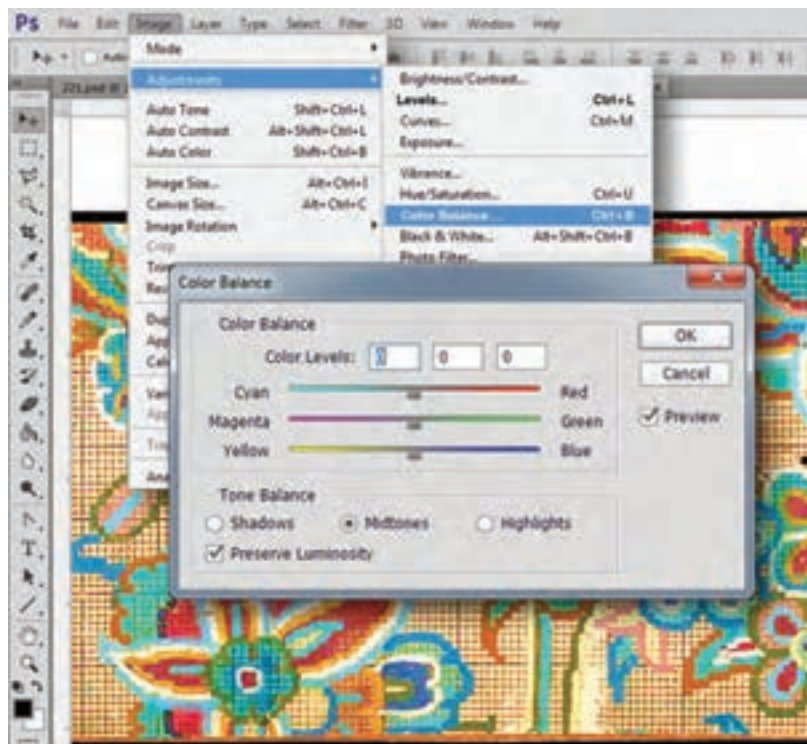 Ps File Edit Image Layer Type Select Filter 3D View Window Help
Mode
Adjustments
Brightness/Contrast...
Levels... Ctrl+L
Auto Tone Shift+Ctrl+L
Curves... Ctrl+M
Auto Contrast Alt+Shift+Ctrl+L
Exposure...
Auto Color Shift+Ctrl+B
Vibrance...
Image Size... Alt+Ctrl+I
Hue/Saturation... Ctrl+U
Canvas Size... Alt+Ctrl+C
Color Balance... Ctrl+B
Image Rotation
Black & White... Alt+Shift+Ctrl+B
Crop
Photo Filter...
Color Balance
Color Balance
OK
Color Levels: 0 0 0
Cancel
Cyan Red
Magenta Green
Preview
Yellow Blue
Tone Balance
Shadows Midtones Highlights
Preserve Luminosity